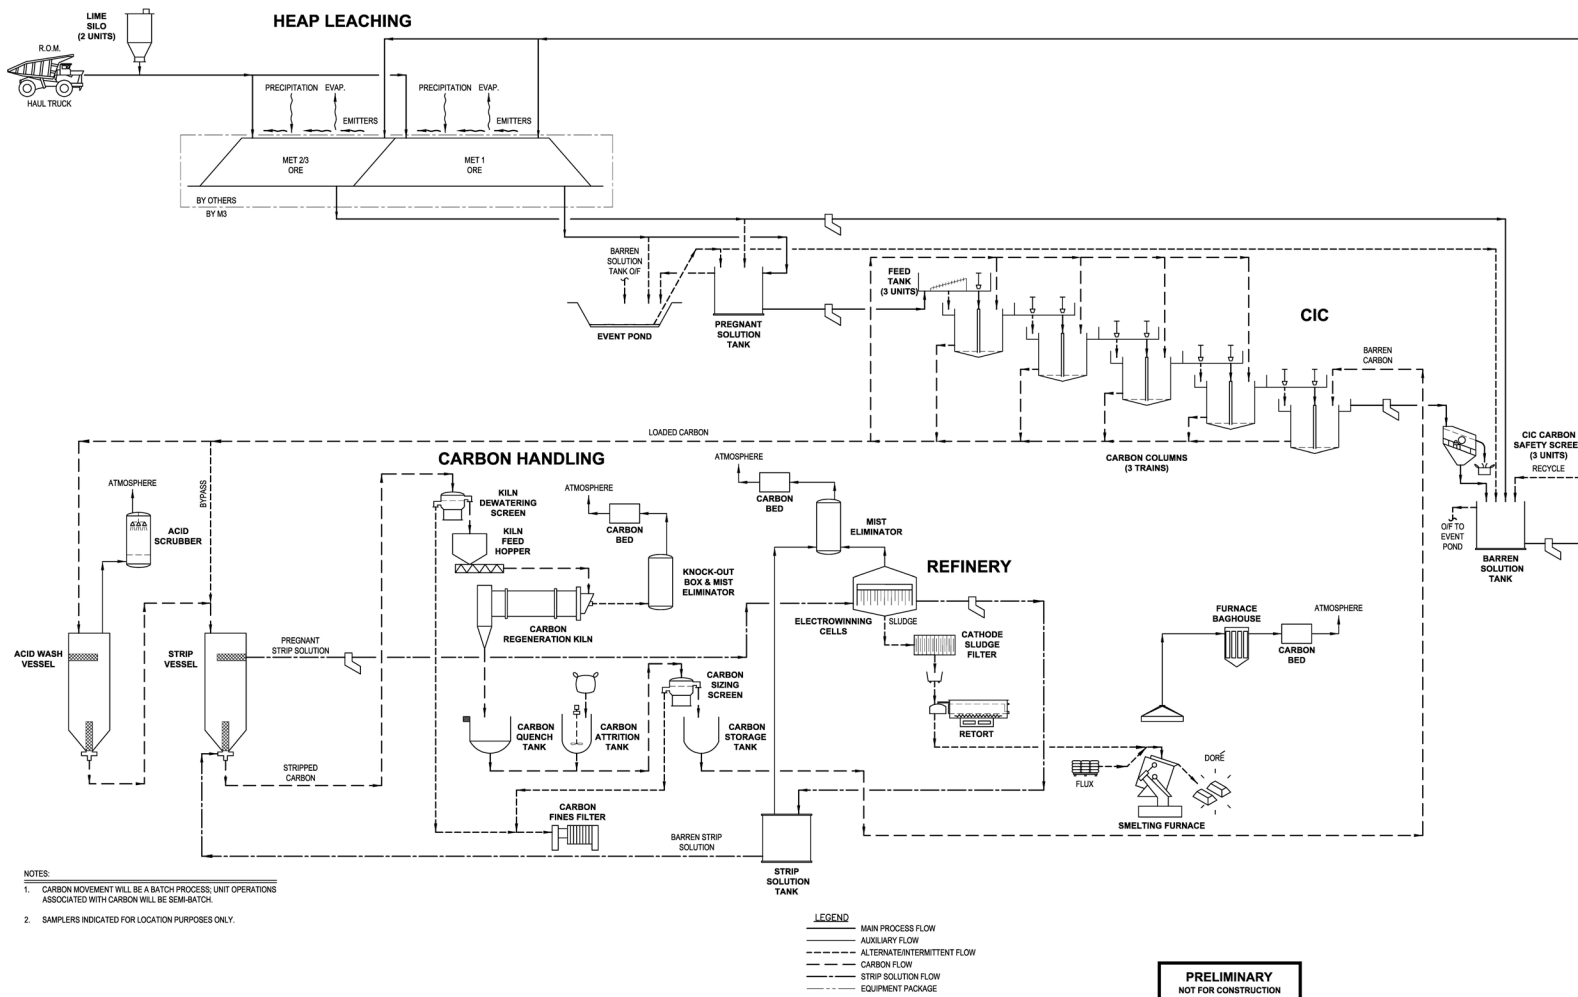 HEAP LEACHING
LIME
SILO
(2 UNITS)
R.O.M.
HAUL TRUCK
PRECIPITATION
EVAP.
EMITTERS
PRECIPITATION
EVAP.
EMITTERS
MET 2/3
ORE
MET 1
ORE
BY OTHERS
BY M3
BARREN
SOLUTION
TANK O/F
EVENT POND
PREGNANT
SOLUTION
TANK
FEED
TANK
(3 UNITS)
CIC
BARREN
CARBON
LOADED CARBON
CARBON COLUMNS
(3 TRAINS)
CIC CARBON
SAFETY SCREE
(3 UNITS)
RECYCLE
O/F TO
EVENT
POND
BARREN
SOLUTION
TANK
CARBON HANDLING
ATMOSPHERE
ACID
SCRUBBER
BYPASS
KILN
DEWATERING
SCREEN
KILN
FEED
HOPPER
ATMOSPHERE
CARBON
BED
KNOCK-OUT
BOX & MIST
ELIMINATOR
CARBON
REGENERATION KILN
ATMOSPHERE
CARBON
BED
MIST
ELIMINATOR
REFINERY
ELECTROWINNING
CELLS
SLUDGE
CATHODE
SLUDGE
FILTER
RETORT
FURNACE
BAGHOUSE
ATMOSPHERE
CARBON
BED
ACID WASH
VESSEL
STRIP
VESSEL
PREGNANT
STRIP SOLUTION
CARBON
QUENCH
TANK
CARBON
ATTRITION
TANK
CARBON
SIZING
SCREEN
CARBON
STORAGE
TANK
STRIPPED
CARBON
FLUX
DORÉ
SMELTING FURNACE
CARBON
FINES FILTER
BARREN STRIP
SOLUTION
STRIP
SOLUTION
TANK
NOTES:
1. CARBON MOVEMENT WILL BE A BATCH PROCESS; UNIT OPERATIONS
ASSOCIATED WITH CARBON WILL BE SEMI-BATCH.
2. SAMPLERS INDICATED FOR LOCATION PURPOSES ONLY.
LEGEND
MAIN PROCESS FLOW
AUXILIARY FLOW
ALTERNATE/INTERMITTENT FLOW
CARBON FLOW
STRIP SOLUTION FLOW
EQUIPMENT PACKAGE
PRELIMINARY
NOT FOR CONSTRUCTION